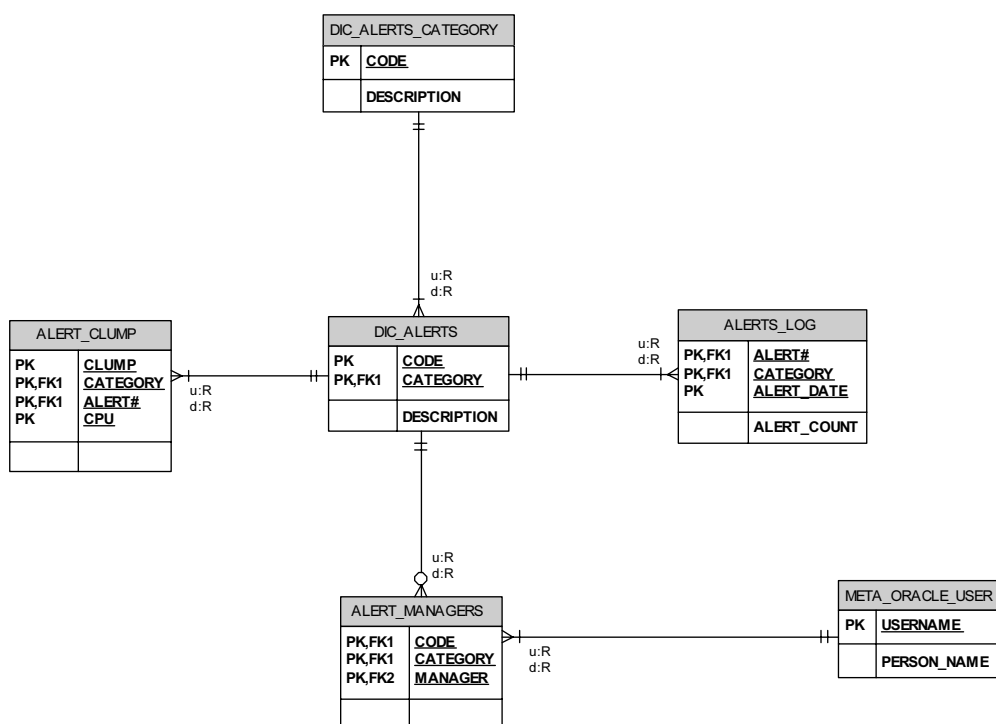 DIC_ALERTS_CATEGORY
PK CODE
DESCRIPTION
u:R
d:R
ALERT_CLUMP
PK CLUMP
PK,FK1 CATEGORY
PK,FK1 ALERT#
PK CPU
u:R
d:R
DIC_ALERTS
PK CODE
PK,FK1 CATEGORY
DESCRIPTION
u:R
d:R
ALERTS_LOG
PK,FK1 ALERT#
PK,FK1 CATEGORY
PK ALERT_DATE
ALERT_COUNT
u:R
d:R
ALERT_MANAGERS
PK,FK1 CODE
PK,FK1 CATEGORY
PK,FK2 MANAGER
u:R
d:R
META_ORACLE_USER
PK USERNAME
PERSON_NAME